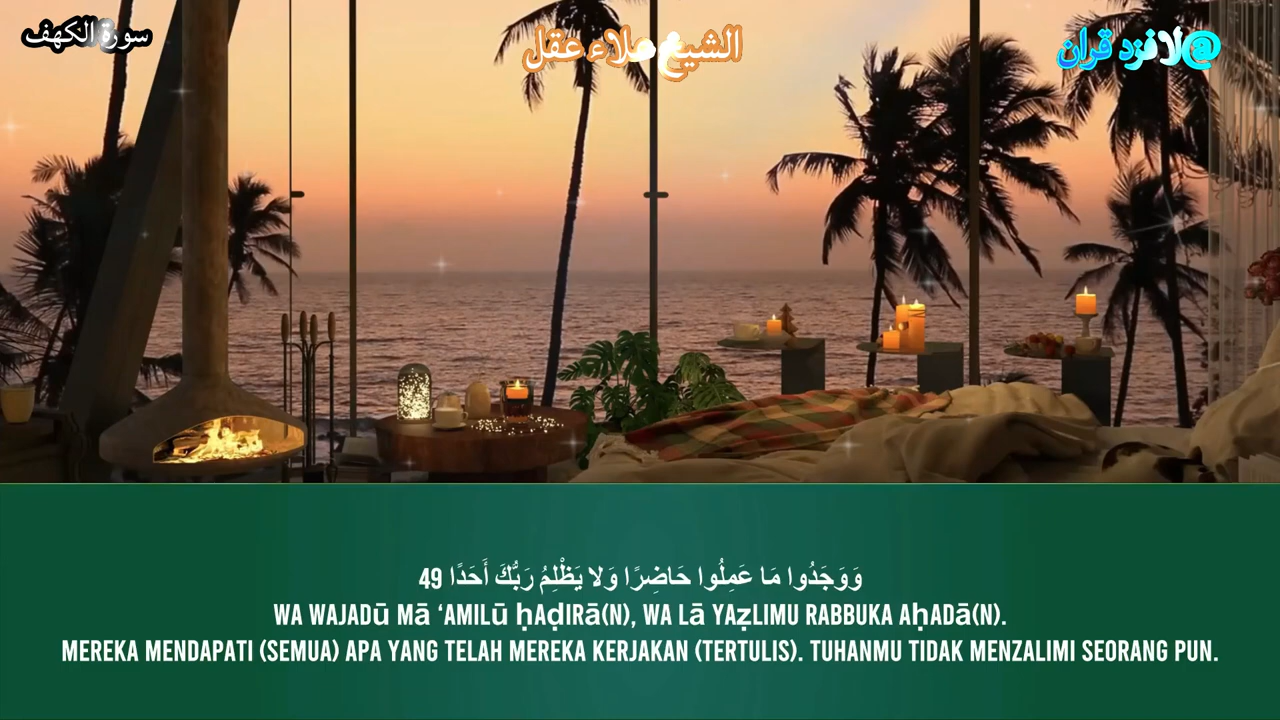 سورة الكهف
الشيخ علاء عقل
@لافزد قران
وَوَجَدُوا مَا عَمِلُوا حَاضِرًا وَلا يَظْلِمُ رَبُّكَ أَحَدًا 49
WA WAJADū Mā ‘AMILū ḥAḍIRā(N), WA Lā YAẓLIMU RABBUKA AḥADā(N).
MEREKA MENDAPATI (SEMUA) APA YANG TELAH MEREKA KERJAKAN (TERTULIS). TUHANMU TIDAK MENZALIMI SEORANG PUN.